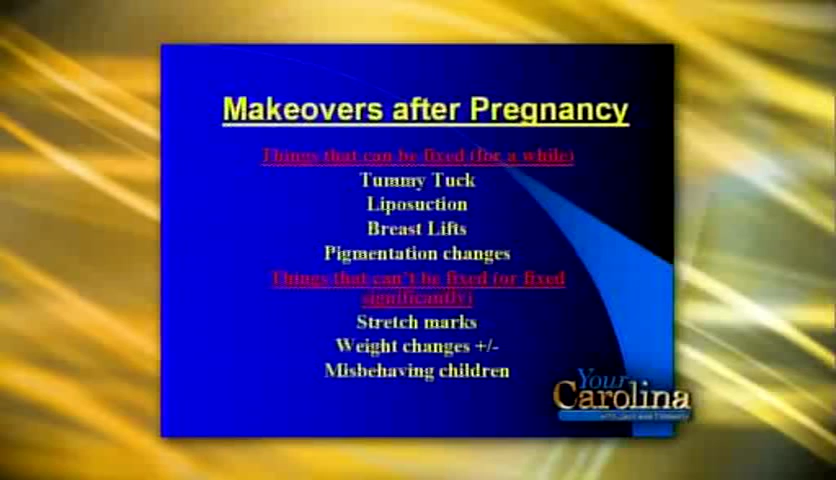 Makeovers after Pregnancy
Things that can be fixed (for a while)
Tummy Tuck
Liposuction
Breast Lifts
Pigmentation changes
Things that can't be fixed (or fixed
significantly)
Stretch marks
Weight changes +/-
Misbehaving children
Your
Carolina